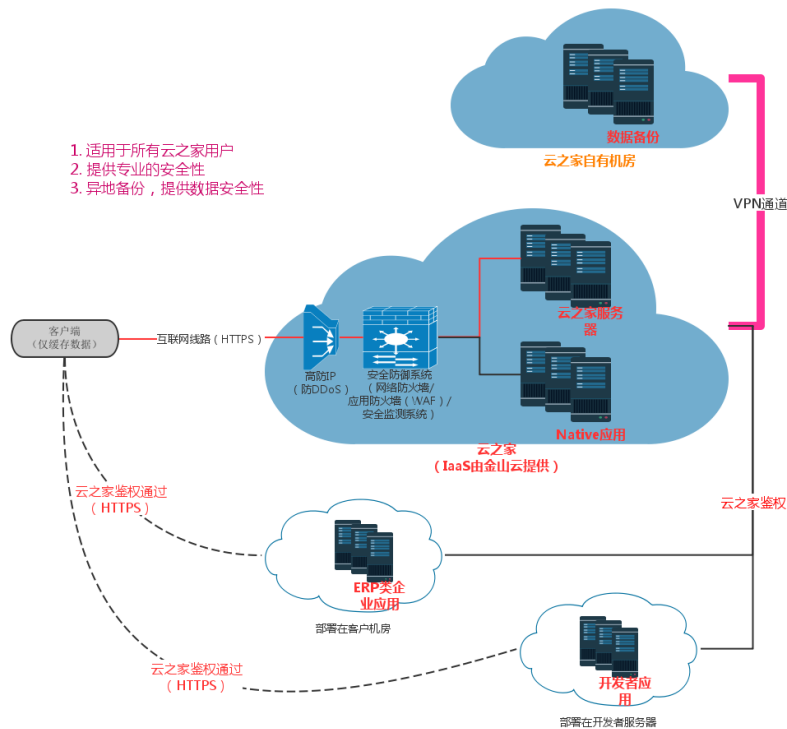 数据备份
云之家自有机房
1. 适用于所有云之家用户
2. 提供专业的安全性
3. 异地备份，提供数据安全性
VPN通道
云之家服务
器
客户端
（仅缓存数据）
互联网线路（HTTPS）
高防IP
（防DDoS）
安全防御系统
（网络防火墙/
应用防火墙（WAF）/
安全监测系统）
Native应用
云之家
（IaaS由金山云提供）
云之家鉴权通过
（HTTPS）
云之家鉴权
ERP类企
业应用
部署在客户机房
云之家鉴权通过
（HTTPS）
开发者应
用
部署在开发者服务器